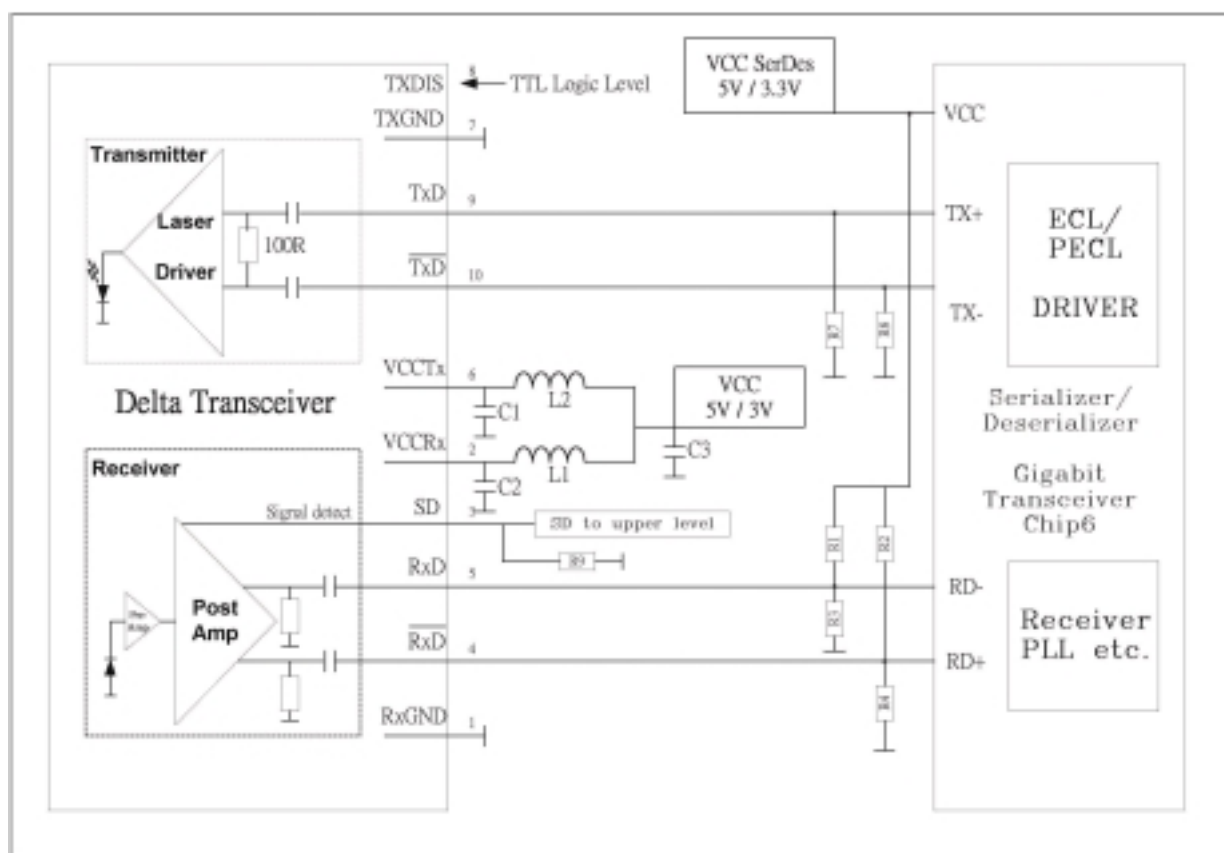 TXDIS
8
TTL Logic Level
VCC SerDes
5V / 3.3V
VCC
TXGND
7
Transmitter
Laser
Driver
100R
TxD
9
TX+
TxD
10
TX-
ECL/
PECL
DRIVER
R7
R8
VCCTx
6
L2
C1
VCC
5V / 3V
C3
Delta Transceiver
VCCRx
2
L1
C2
Serializer/
Deserializer
Gigabit
Transceiver
Chip6
Receiver
Signal detect
SD
3
SD to upper level
R9
R1
R2
RxD
5
RD-
Post
Amp
R3
RxD
4
RD+
R4
Receiver
PLL etc.
RxGND
1